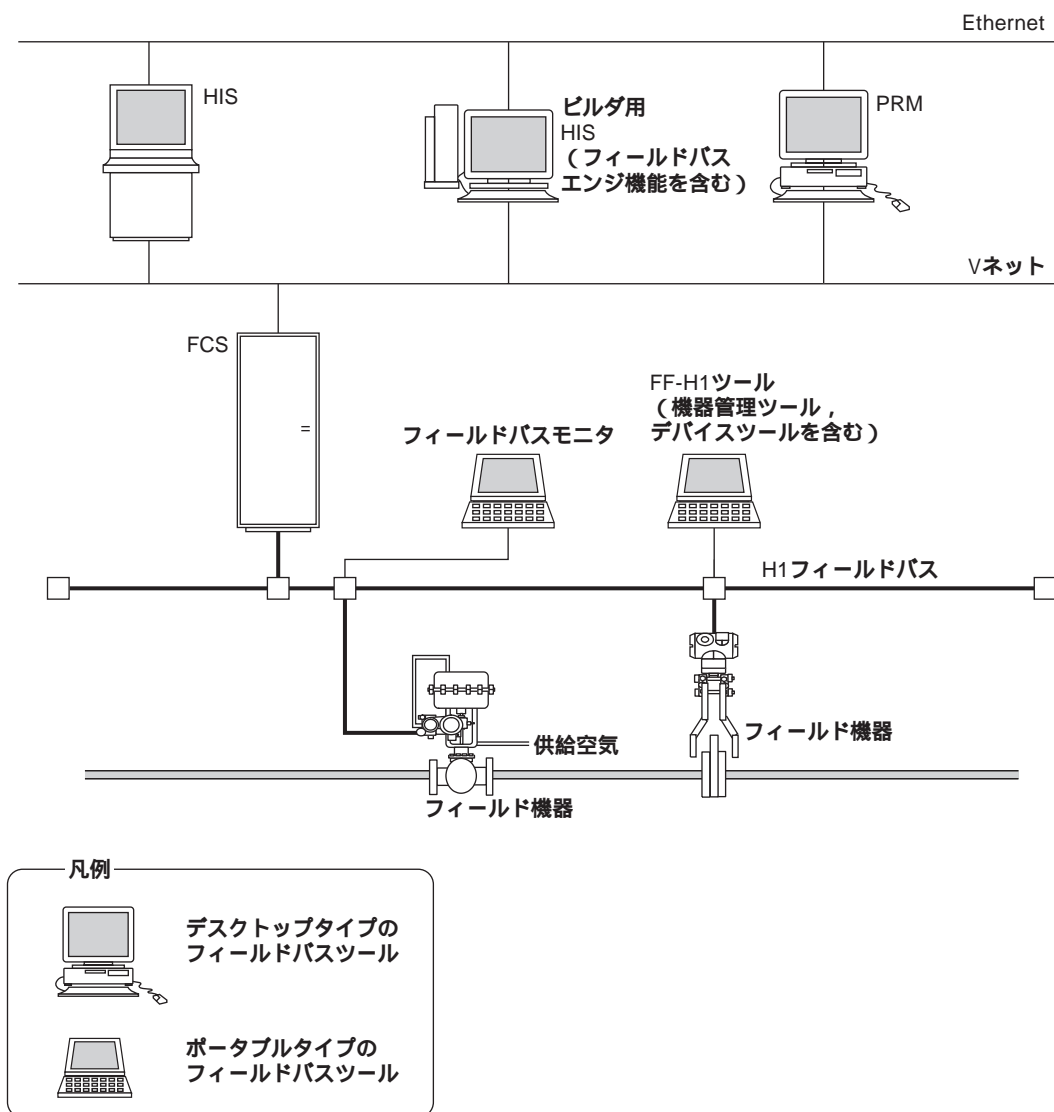 Ethernet
HIS
ビルダ用
HIS
(フィールドバス
エンジ機能を含む)
PRM
Vネット
FCS
フィールドバスモニタ
FF-H1ツール
(機器管理ツール,
デバイスツールを含む)
H1フィールドバス
供給空気
フィールド機器
フィールド機器
凡例
デスクトップタイプの
フィールドバスツール
ポータブルタイプの
フィールドバスツール